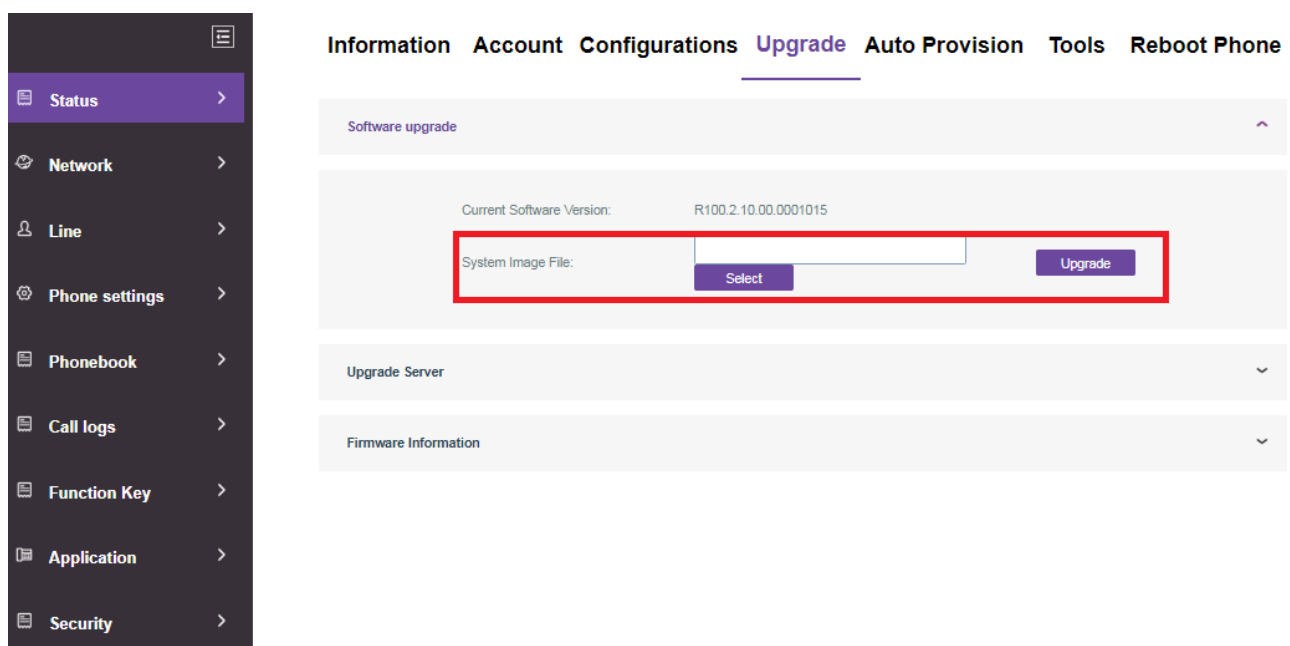 Information Account Configurations Upgrade Auto Provision Tools Reboot Phone
Status
Network
Line
Phone settings
Phonebook
Call logs
Function Key
Application
Security
Software upgrade
Current Software Version: R100.2.10.00.0001015
System Image File:
Select
Upgrade
Upgrade Server
Firmware Information